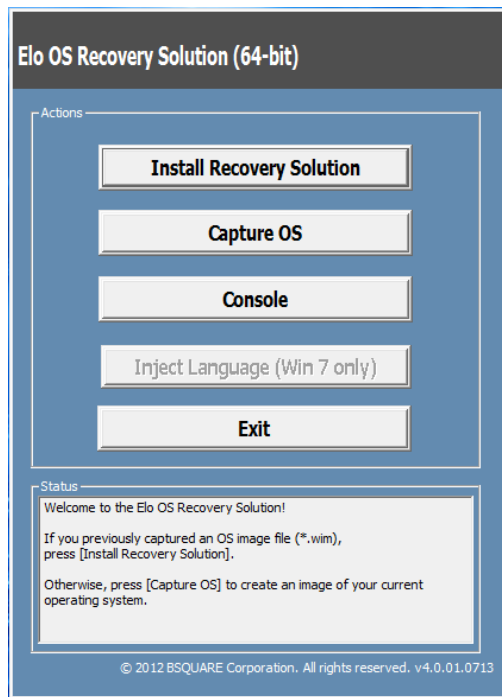 Elo OS Recovery Solution (64-bit)
Actions
Install Recovery Solution
Capture OS
Console
Inject Language (Win 7 only)
Exit
Status
Welcome to the Elo OS Recovery Solution!
If you previously captured an OS image file (*.wim),
press [Install Recovery Solution].
Otherwise, press [Capture OS] to create an image of your current
operating system.
© 2012 BSQUARE Corporation. All rights reserved. v4.0.01.0713